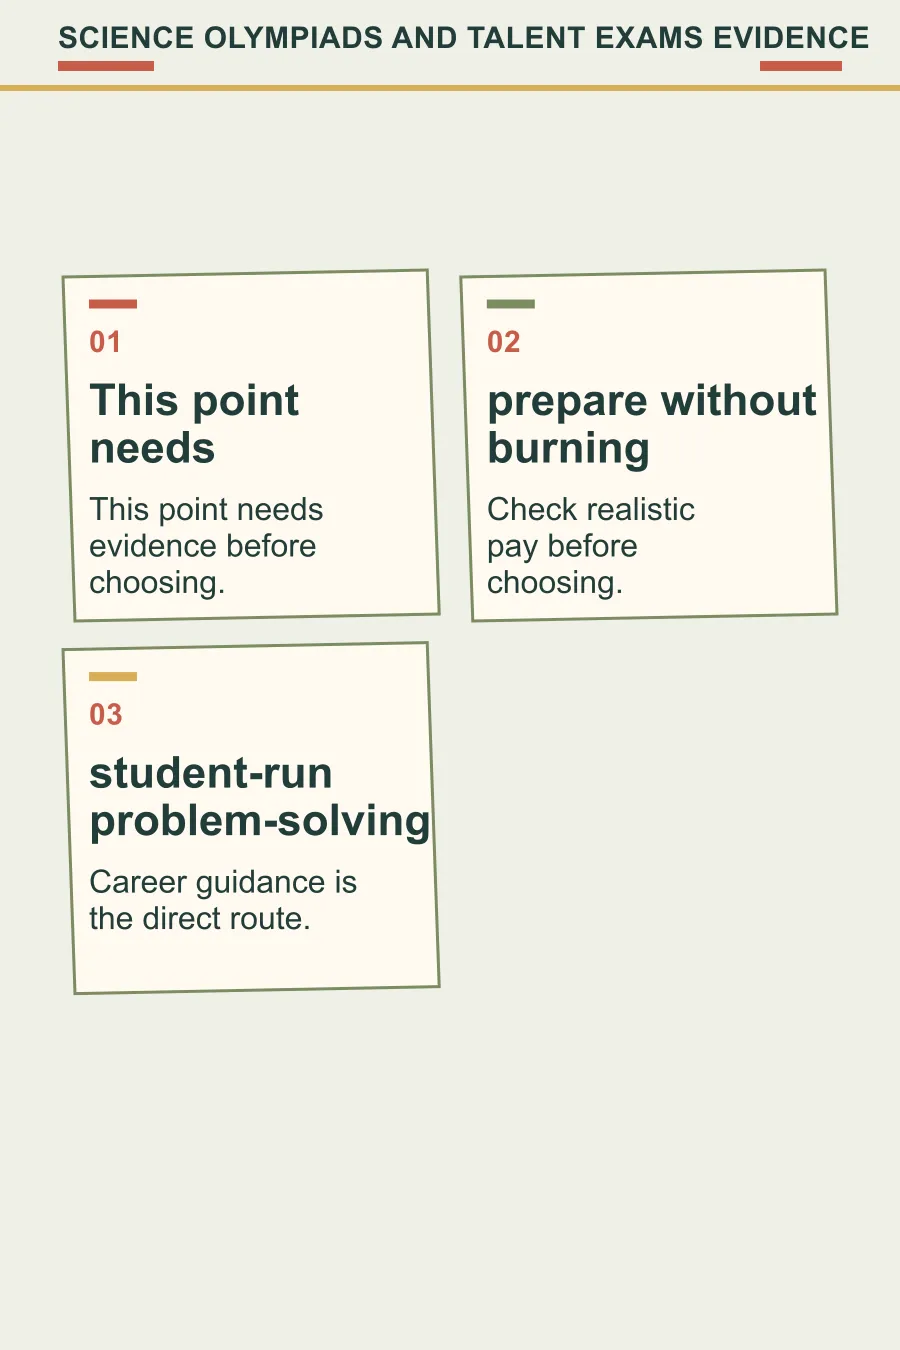 SCIENCE OLYMPIADS AND TALENT EXAMS EVIDENCE
01
This point
needs
This point needs
evidence before
choosing.
02
prepare without
burning
Check realistic
pay before
choosing.
03
student-run
problem-solving
Career guidance is
the direct route.